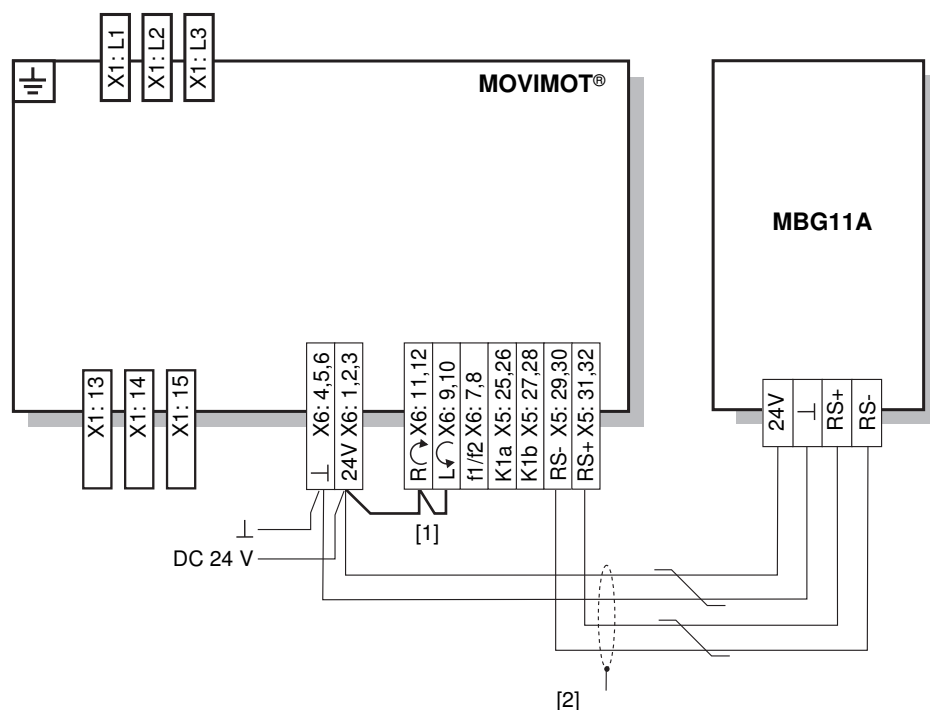 X1: L1
X1: L2
X1: L3
MOVIMOT®
MBG11A
X1: 13
X1: 14
X1: 15
⊥ X6: 4,5,6
24V X6: 1,2,3
R X6: 11,12
L X6: 9,10
f1/f2 X6: 7,8
K1a X5: 25,26
K1b X5: 27,28
RS- X5: 29,30
RS+ X5: 31,32
24V
⊥
RS+
RS-
⊥
DC 24 V
[1]
[2]